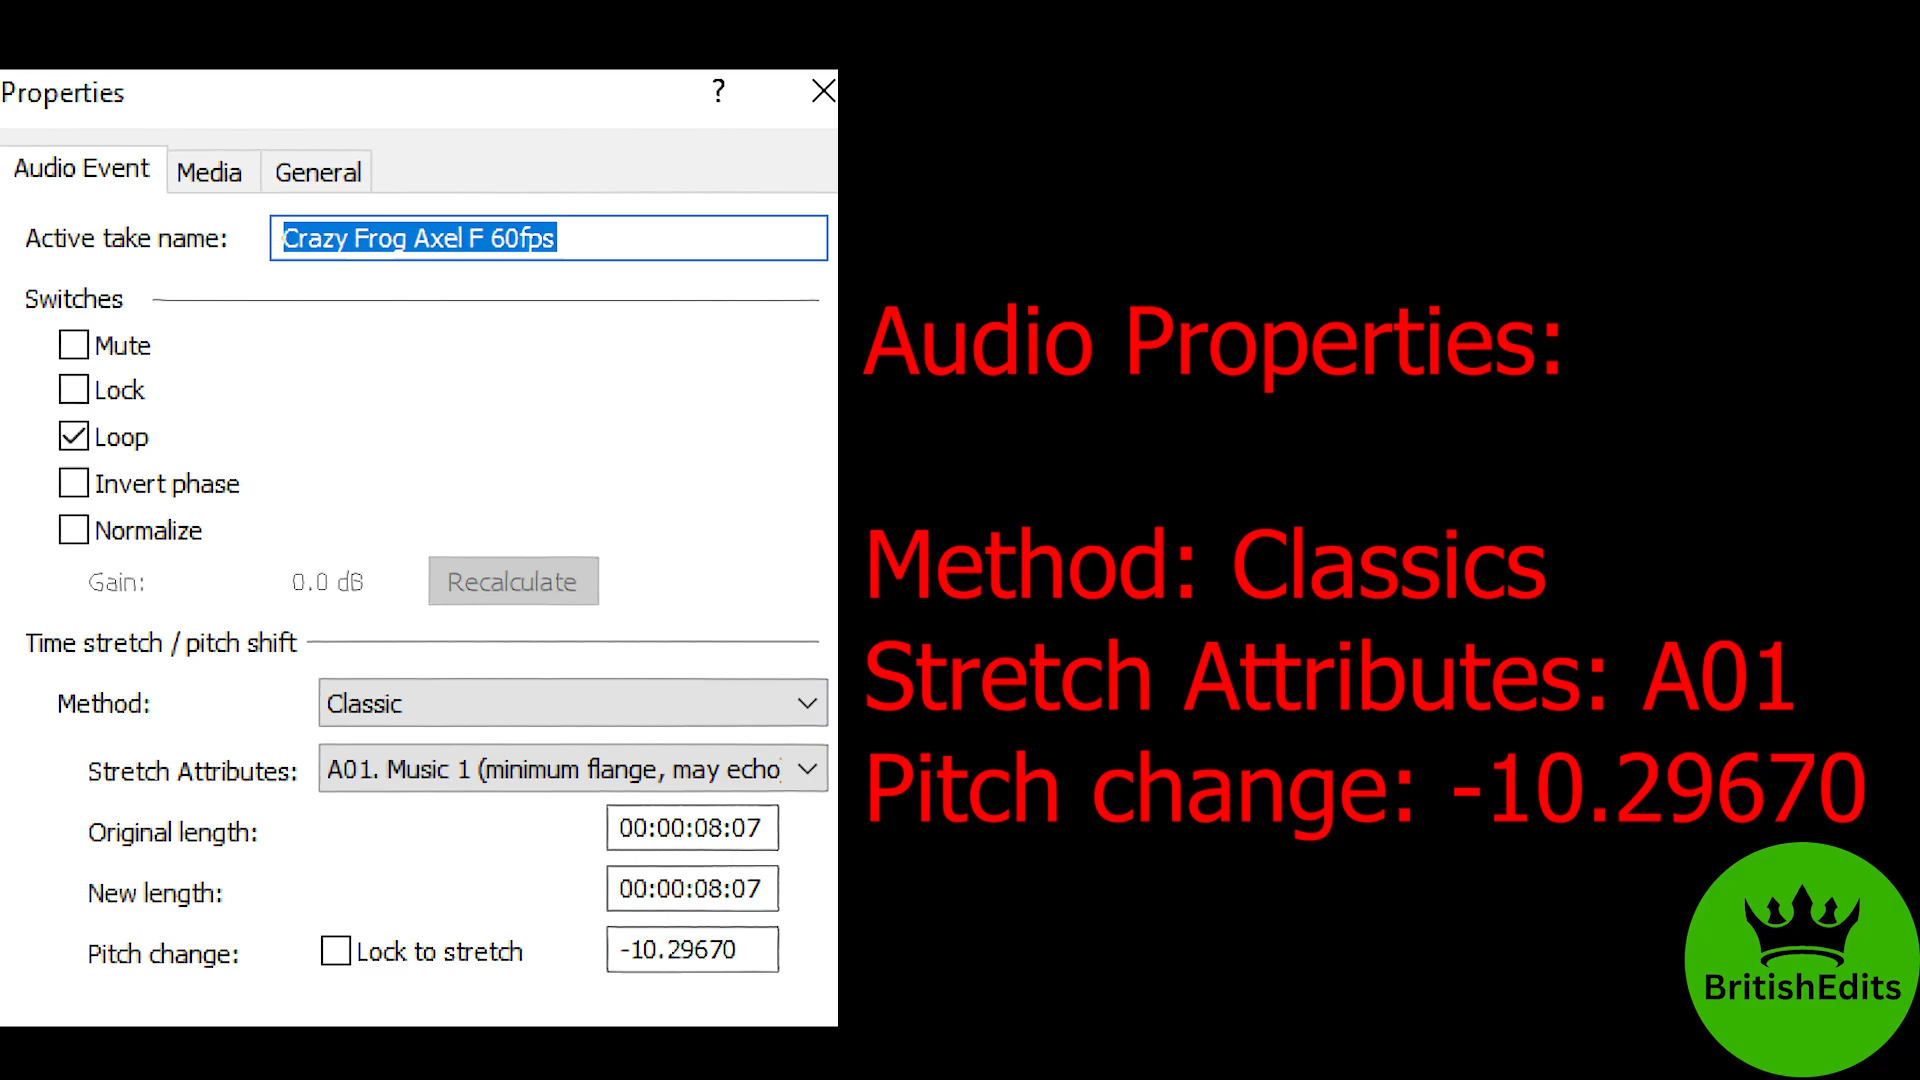 Properties
?
Audio Event
Media
General
Active take name:
Crazy Frog Axel F 60fps
Switches
Mute
Lock
Loop
Invert phase
Normalize
Gain:
0.0 dB
Recalculate
Time stretch / pitch shift
Method:
Classic
Stretch Attributes:
A01. Music 1 (minimum flange, may echo)
Original length:
00:00:08:07
New length:
00:00:08:07
Pitch change:
Lock to stretch
-10.29670
Audio Properties:
Method: Classics
Stretch Attributes: A01
Pitch change: -10.29670
BritishEdits